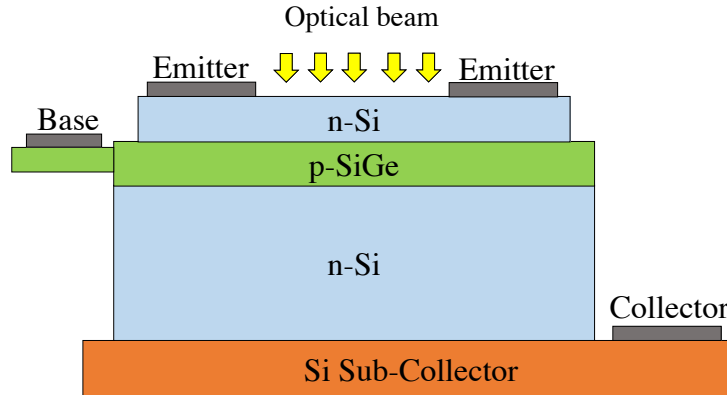 Optical beam
Emitter
Emitter
Base
n-Si
p-SiGe
n-Si
Collector
Si Sub-Collector